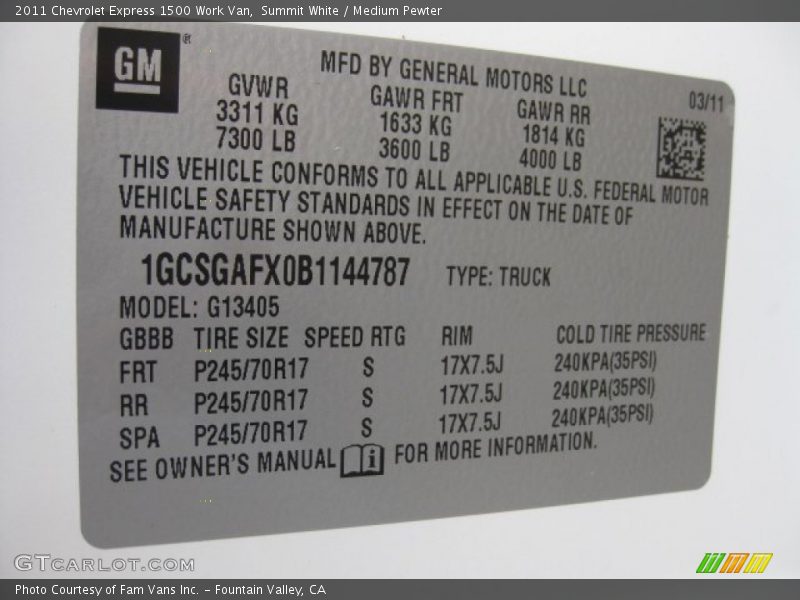 2011 Chevrolet Express 1500 Work Van, Summit White / Medium Pewter
GM ®
MFD BY GENERAL MOTORS LLC
03/11
GVWR GAWR FRT GAWR RR
3311 KG 1633 KG 1814 KG
7300 LB 3600 LB 4000 LB
THIS VEHICLE CONFORMS TO ALL APPLICABLE U.S. FEDERAL MOTOR
VEHICLE SAFETY STANDARDS IN EFFECT ON THE DATE OF
MANUFACTURE SHOWN ABOVE.
1GCSGAFX0B1144787 TYPE: TRUCK
MODEL: G13405
GBBB TIRE SIZE SPEED RTG RIM COLD TIRE PRESSURE
FRT P245/70R17 S 17X7.5J 240KPA(35PSI)
RR P245/70R17 S 17X7.5J 240KPA(35PSI)
SPA P245/70R17 S 17X7.5J 240KPA(35PSI)
SEE OWNER'S MANUAL i FOR MORE INFORMATION.
GTCARLOT.COM
Photo Courtesy of Fam Vans Inc. - Fountain Valley, CA